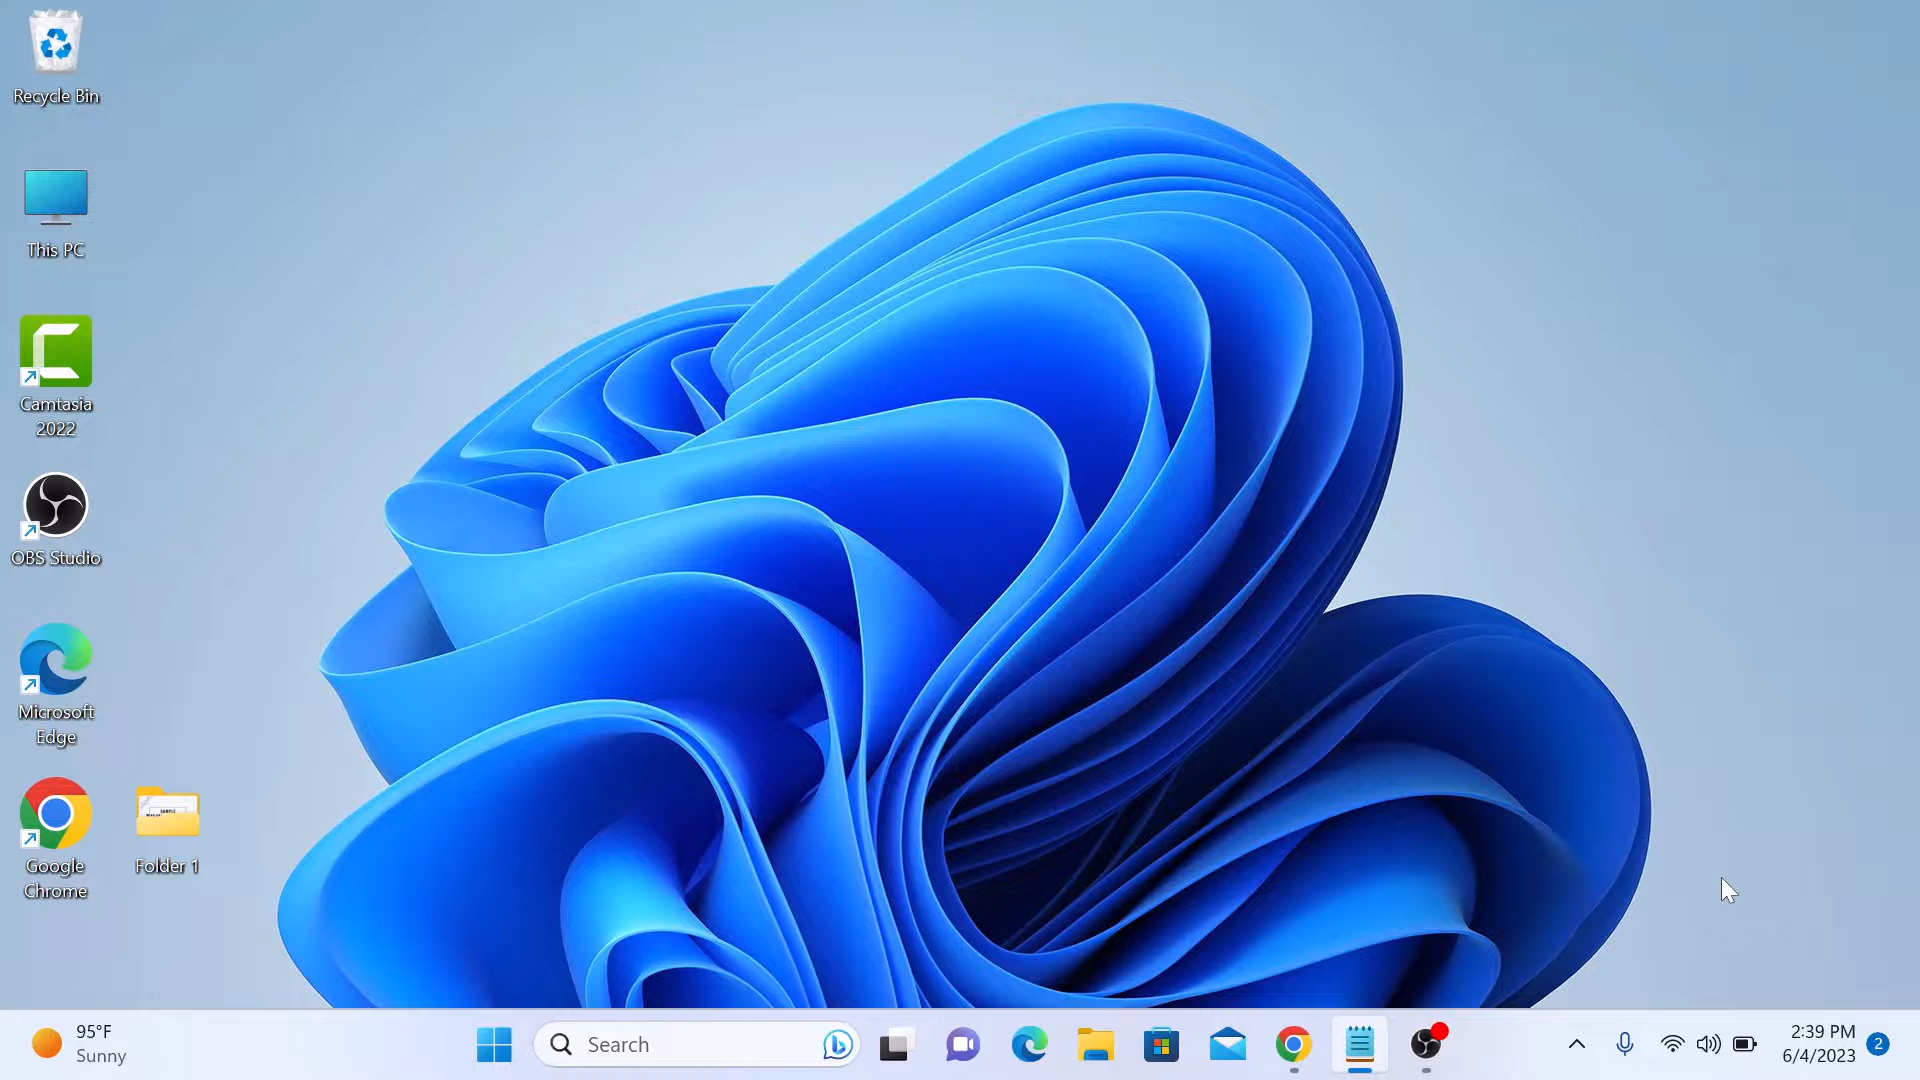 Recycle Bin
This PC
Camtasia
2022
OBS Studio
Microsoft
Edge
Google
Chrome
Folder 1
95°F
Sunny
Search
2:39 PM
6/4/2023
2